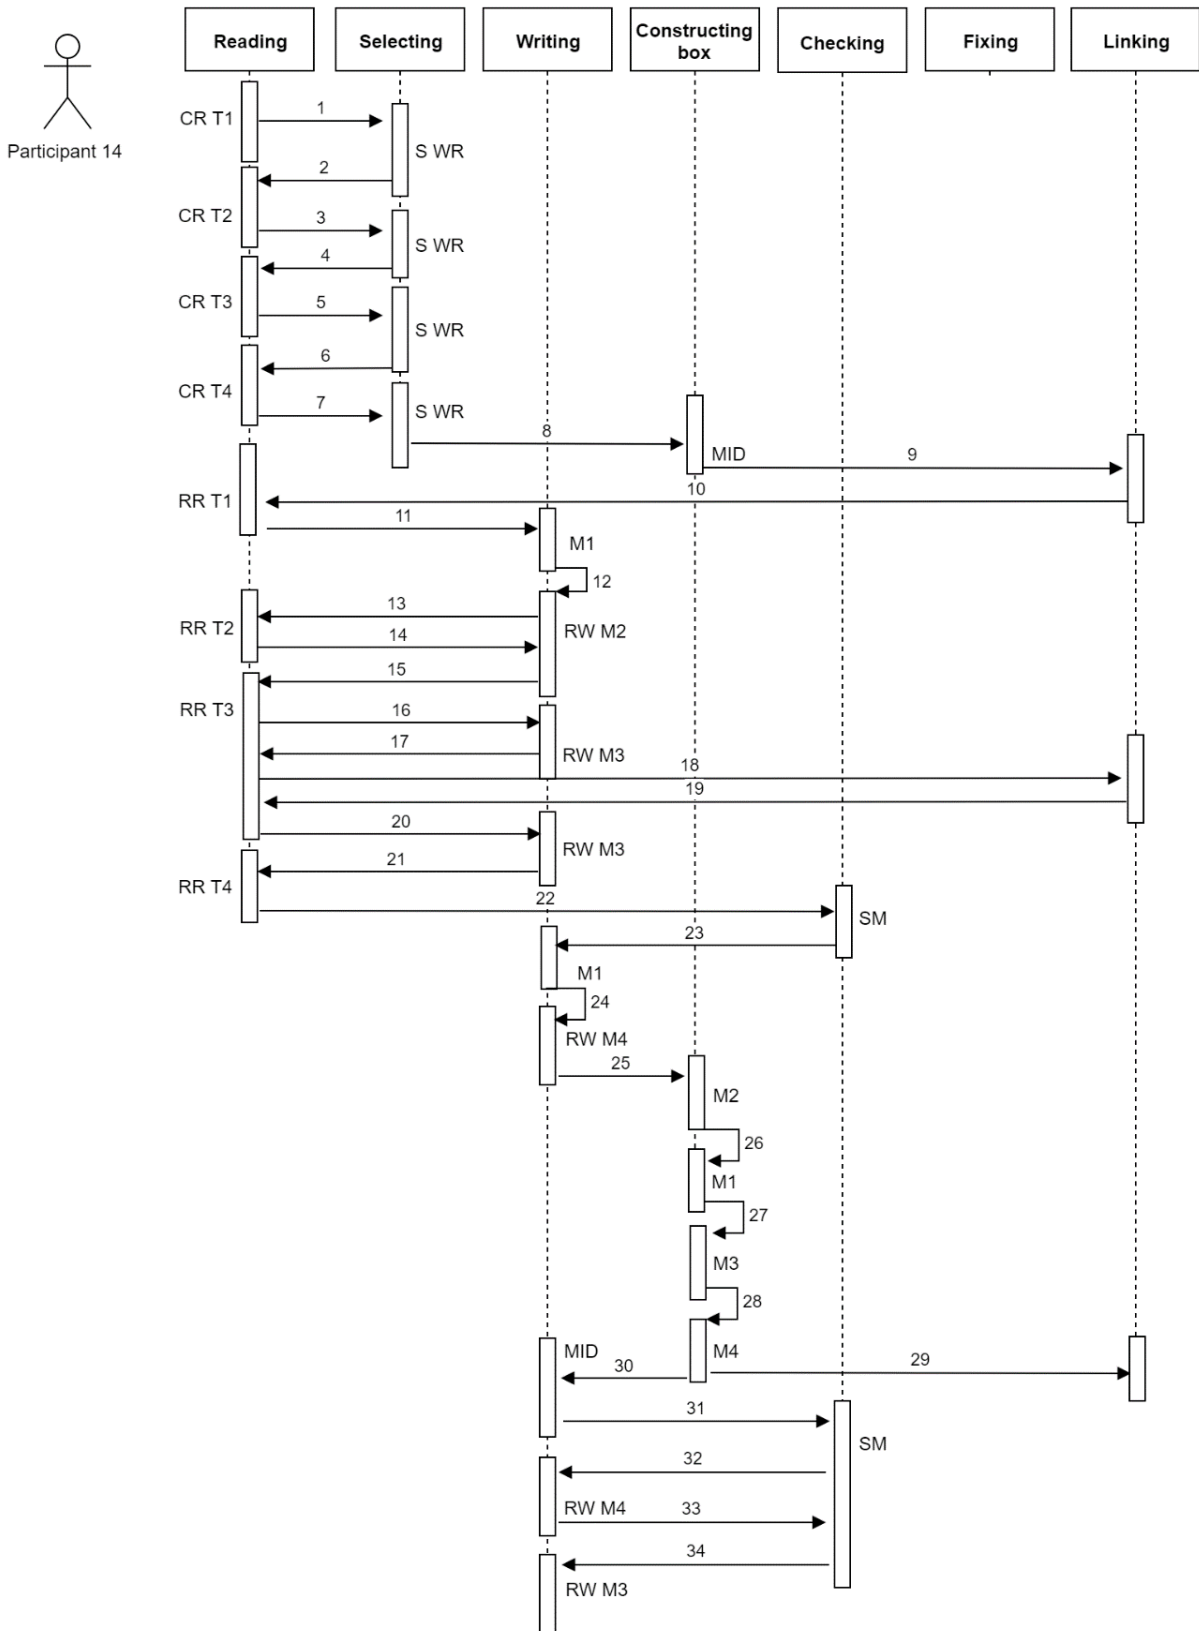 Reading
Selecting
Writing
Constructing
box
Checking
Fixing
Linking
Participant 14
CR T1
1
S WR
2
CR T2
3
S WR
4
CR T3
5
S WR
6
CR T4
7
S WR
8
MID
9
10
RR T1
11
M1
12
13
RR T2
14
RW M2
15
RR T3
16
17
RW M3
18
19
20
RW M3
21
RR T4
22
SM
23
M1
24
RW M4
25
M2
26
M1
27
M3
28
MID
M4
29
30
31
SM
32
RW M4
33
34
RW M3